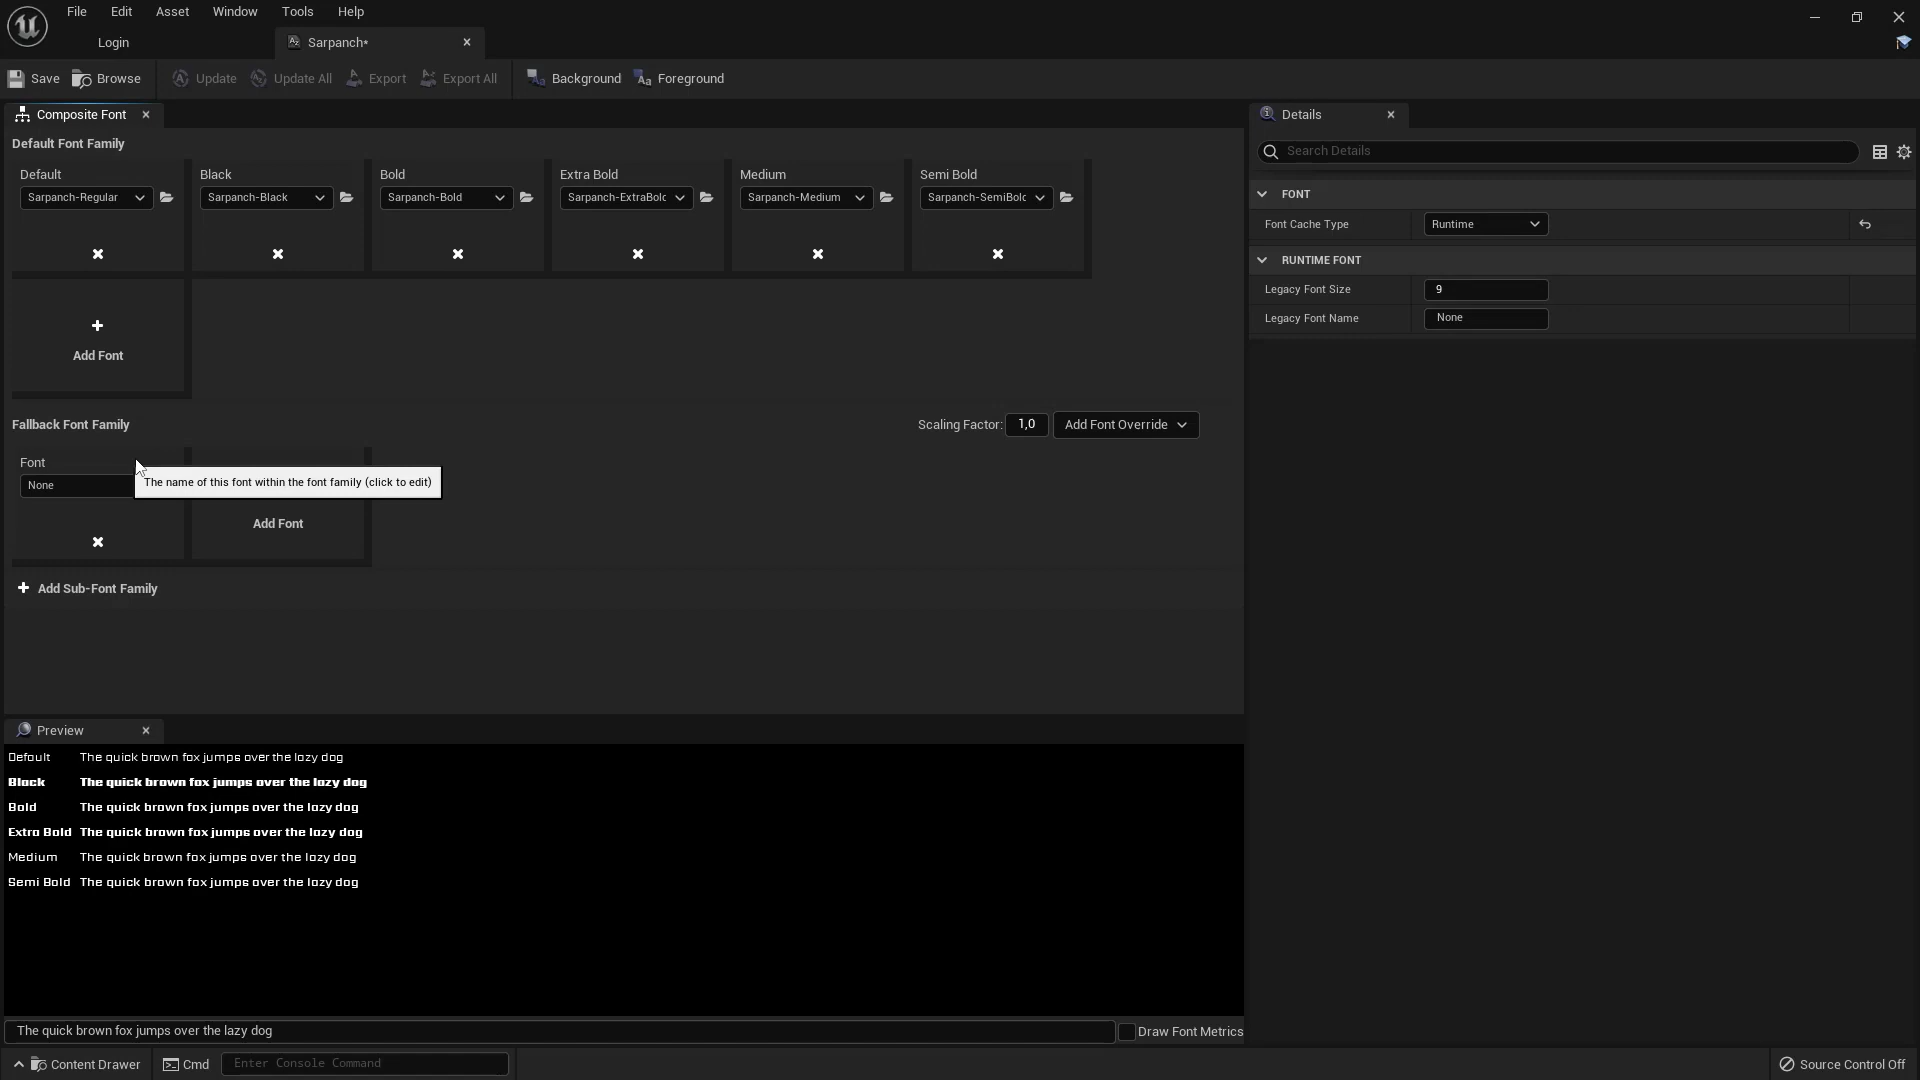 File Edit Asset Window Tools Help
Login Sarpanch*
Save Browse Update Update All Export Export All Background Foreground
Composite Font
Details
Default Font Family
Search Details
Default Black Bold Extra Bold Medium Semi Bold
Sarpanch-Regular Sarpanch-Black Sarpanch-Bold Sarpanch-ExtraBolc Sarpanch-Medium Sarpanch-SemiBolc
FONT
Font Cache Type Runtime
RUNTIME FONT
Legacy Font Size 9
Legacy Font Name None
Add Font
Fallback Font Family
Scaling Factor: 1,0 Add Font Override
Font
None
The name of this font within the font family (click to edit)
Add Font
Add Sub-Font Family
Preview
Default The quick brown fox jumps over the lazy dog
Black The quick brown fox jumps over the lazy dog
Bold The quick brown fox jumps over the lazy dog
Extra Bold The quick brown fox jumps over the lazy dog
Medium The quick brown fox jumps over the lazy dog
Semi Bold The quick brown fox jumps over the lazy dog
The quick brown fox jumps over the lazy dog
Draw Font Metrics
Content Drawer Cmd Enter Console Command Source Control Off